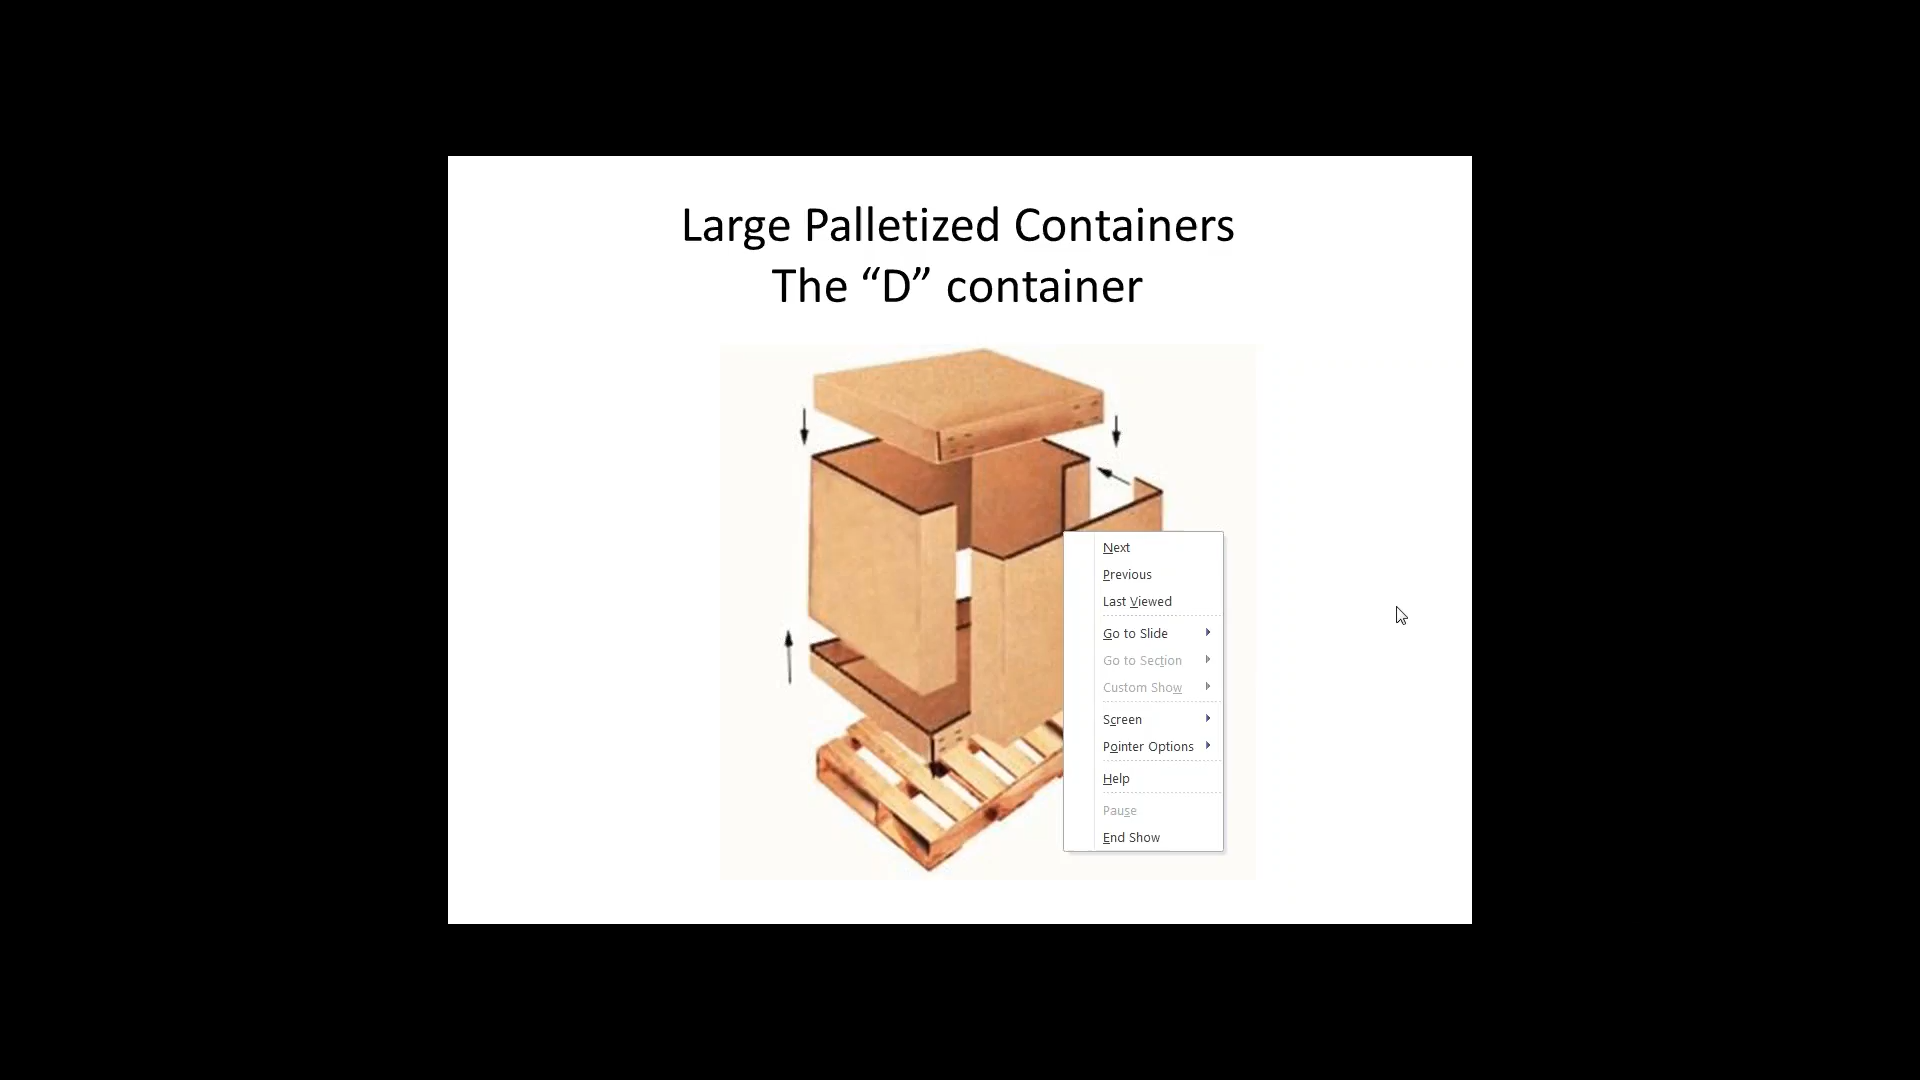 Large Palletized Containers
The “D” container
Next
Previous
Last Viewed
Go to Slide
Go to Section
Custom Show
Screen
Pointer Options
Help
Pause
End Show